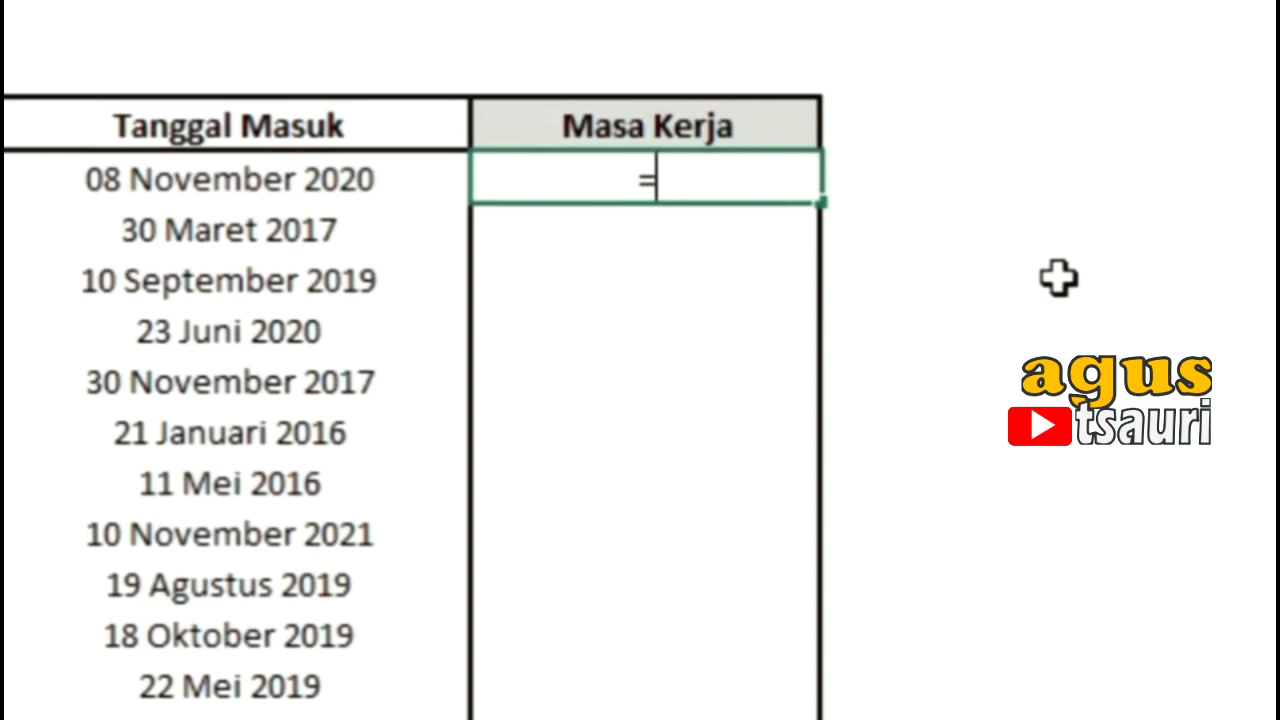 Tanggal Masuk Masa Kerja
08 November 2020 =
30 Maret 2017
10 September 2019
23 Juni 2020
30 November 2017
21 Januari 2016
11 Mei 2016
10 November 2021
19 Agustus 2019
18 Oktober 2019
22 Mei 2019
agus
tsauri